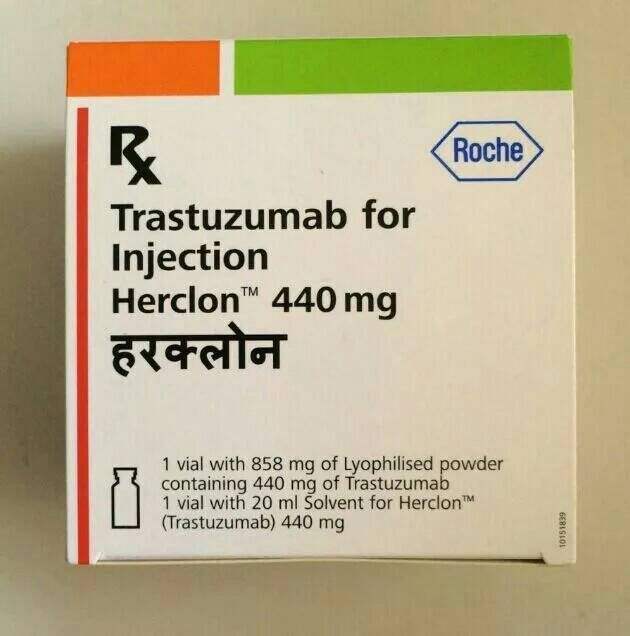 Rx
Roche
Trastuzumab for
Injection
Herclon™ 440 mg
हरक्लोन
1 vial with 858 mg of Lyophilised powder
containing 440 mg of Trastuzumab
1 vial with 20 ml Solvent for Herclon™
(Trastuzumab) 440 mg
10151839